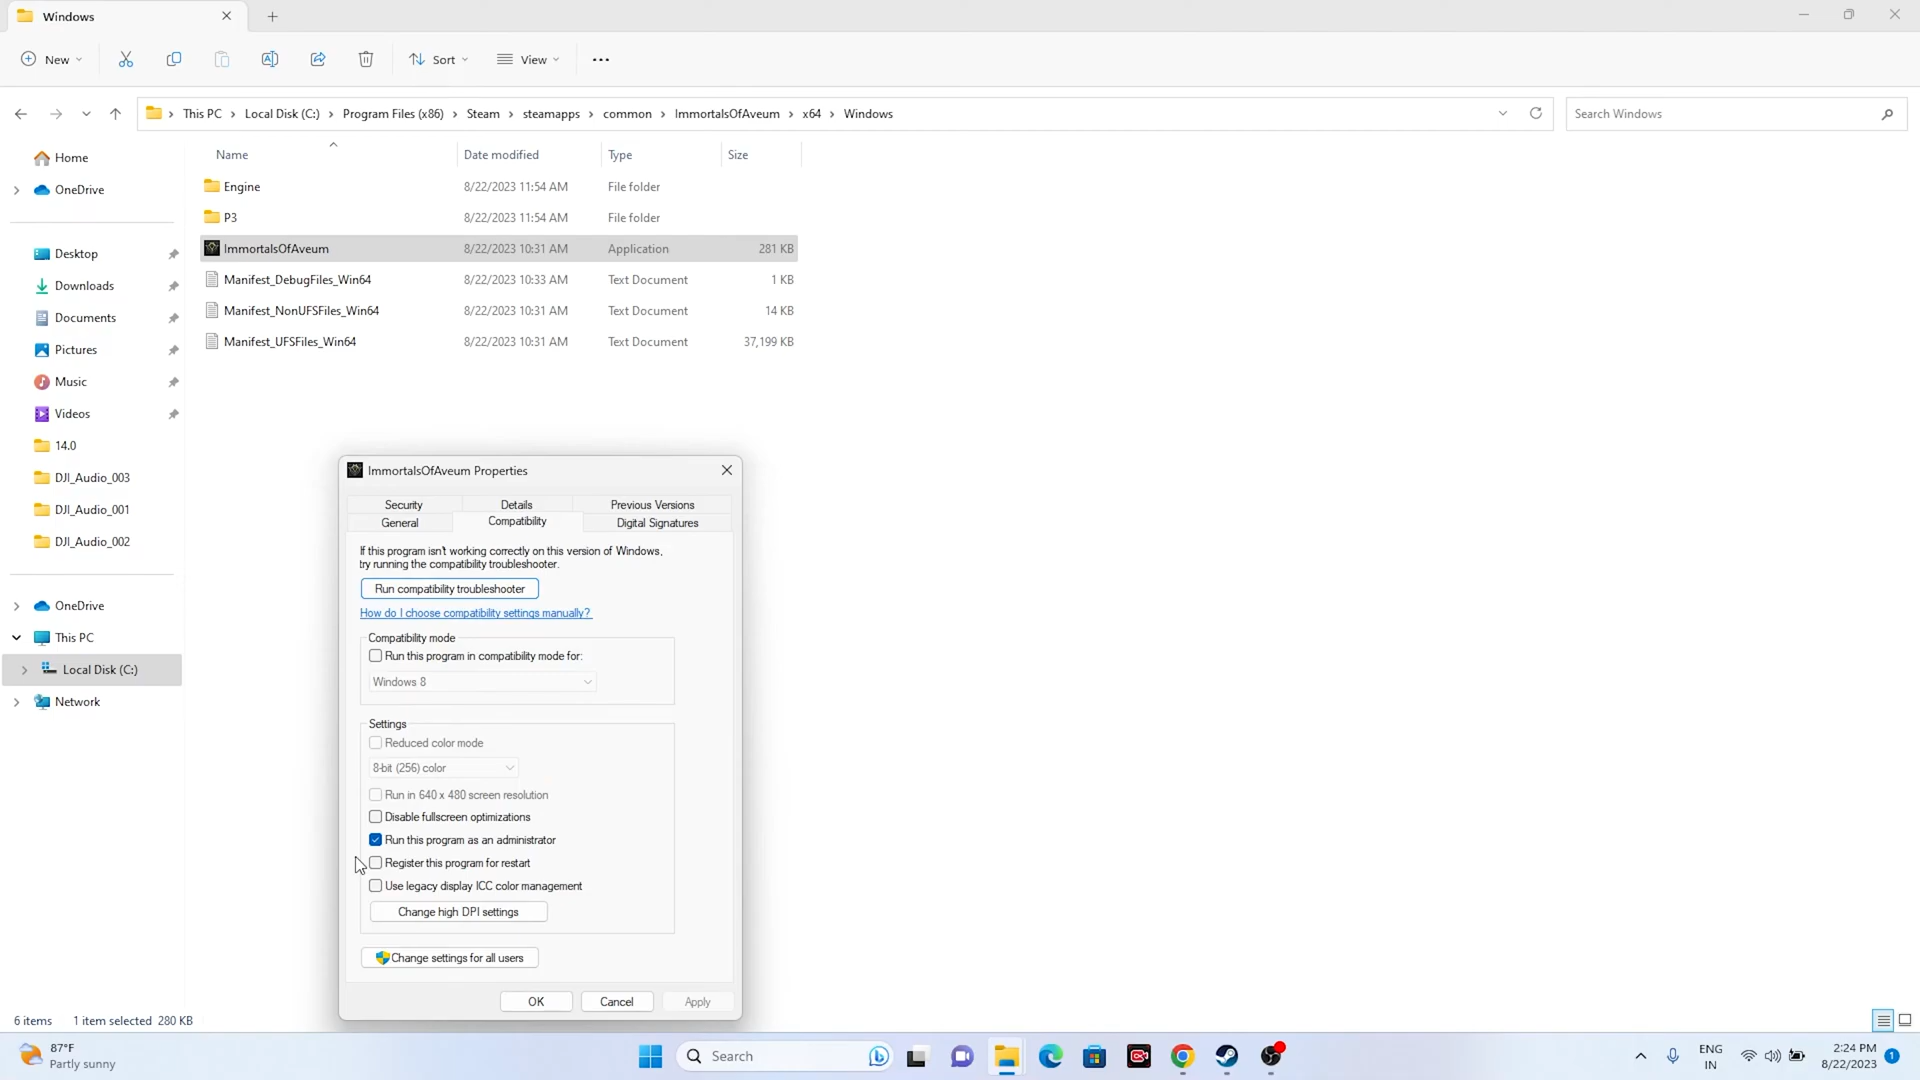 Windows
New
Sort
View
This PC
Local Disk (C:)
Program Files (x86)
Steam
steamapps
common
ImmortalsOfAveum
x64
Windows
Search Windows
Name
Date modified
Type
Size
Home
OneDrive
Desktop
Downloads
Documents
Pictures
Music
Videos
14.0
DJI_Audio_003
DJI_Audio_001
DJI_Audio_002
OneDrive
This PC
Local Disk (C:)
Network
Engine 8/22/2023 11:54 AM File folder
P3 8/22/2023 11:54 AM File folder
ImmortalsOfAveum 8/22/2023 10:31 AM Application 281 KB
Manifest_DebugFiles_Win64 8/22/2023 10:33 AM Text Document 1 KB
Manifest_NonUFSFiles_Win64 8/22/2023 10:31 AM Text Document 14 KB
Manifest_UFSFiles_Win64 8/22/2023 10:31 AM Text Document 37,199 KB
ImmortalsOfAveum Properties
Security
Details
Previous Versions
General
Compatibility
Digital Signatures
If this program isn't working correctly on this version of Windows,
try running the compatibility troubleshooter.
Run compatibility troubleshooter
How do I choose compatibility settings manually?
Compatibility mode
Run this program in compatibility mode for:
Windows 8
Settings
Reduced color mode
8-bit (256) color
Run in 640 x 480 screen resolution
Disable fullscreen optimizations
Run this program as an administrator
Register this program for restart
Use legacy display ICC color management
Change high DPI settings
Change settings for all users
OK
Cancel
Apply
6 items
1 item selected 280 KB
87°F
Partly sunny
Search
ENG
IN
2:24 PM
8/22/2023
1